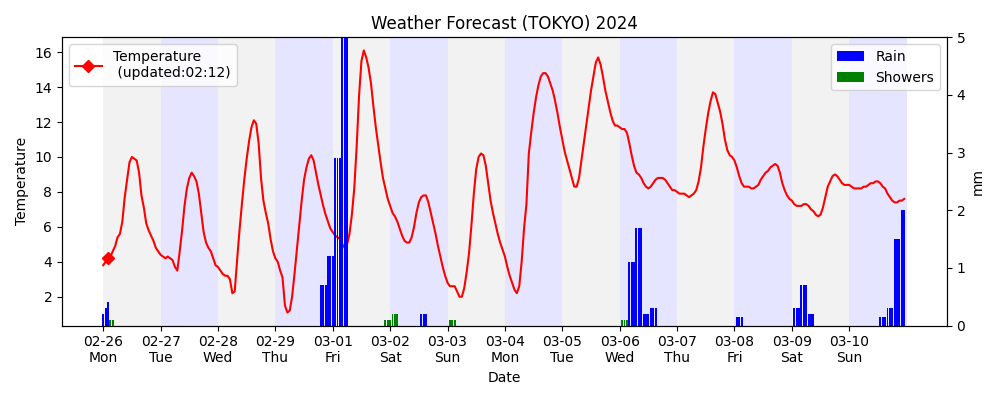 Weather Forecast (TOKYO) 2024
Temperature
(updated:02:12)
Rain
Showers
16
14
12
10
8
6
4
2
Temperature
5
4
3
2
1
0
mm
02-26 02-27 02-28 02-29 03-01 03-02 03-03 03-04 03-05 03-06 03-07 03-08 03-09 03-10
Mon Tue Wed Thu Fri Sat Sun Mon Tue Wed Thu Fri Sat Sun
Date